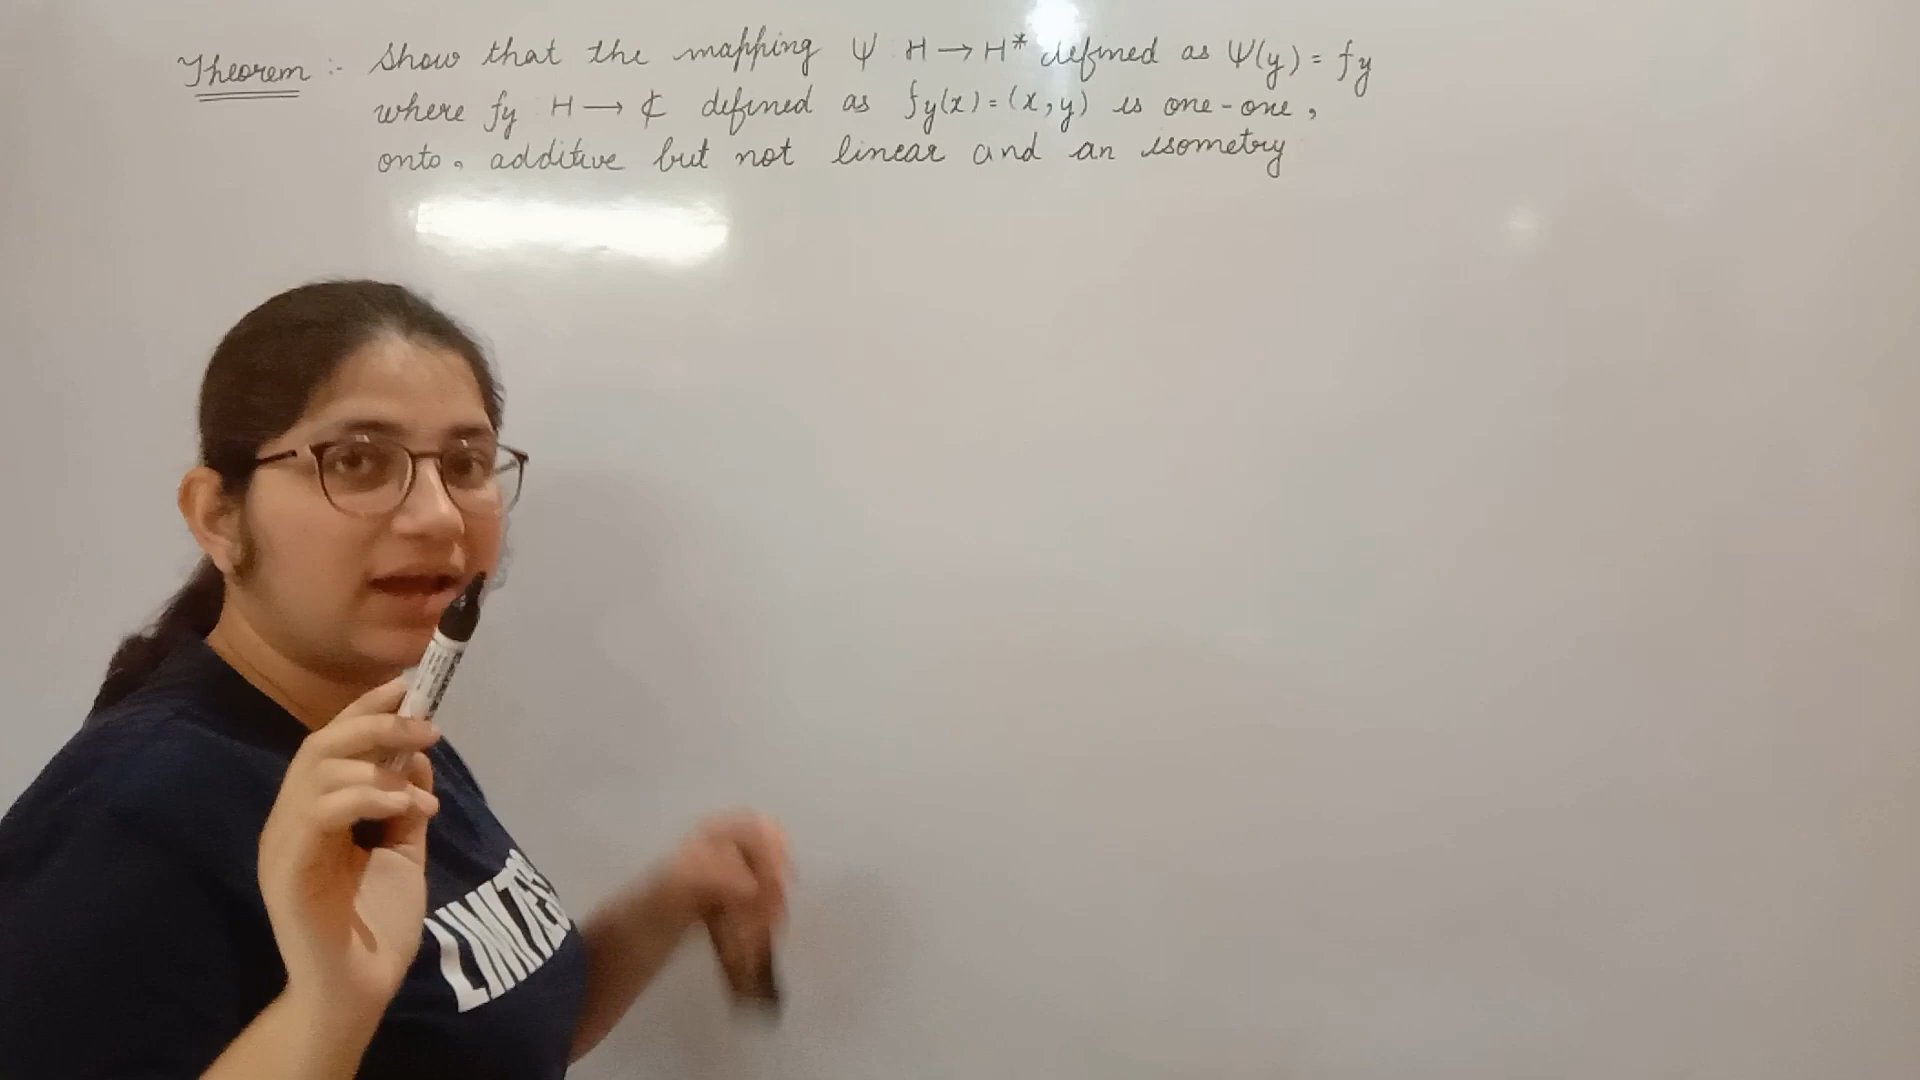 Theorem :- Show that the mapping ψ H → H* defined as ψ(y) = fy
where fy H → ₵ defined as fy(x) = (x, y) is one-one,
onto, additive but not linear and an isometry